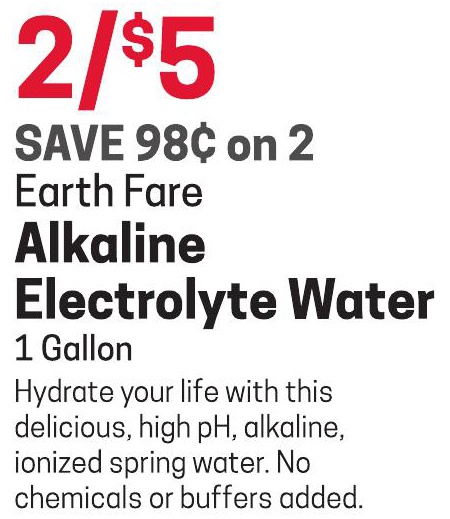 2/$5
SAVE 98¢ on 2
Earth Fare
Alkaline
Electrolyte Water
1 Gallon
Hydrate your life with this
delicious, high pH, alkaline,
ionized spring water. No
chemicals or buffers added.